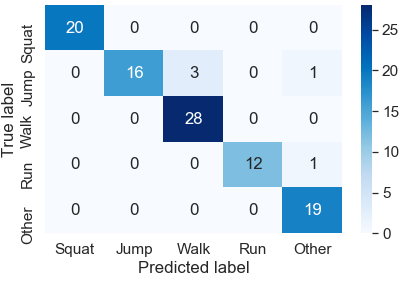 True label
Squat
20 0 0 0 0
Jump
0 16 3 0 1
Walk
0 0 28 0 0
Run
0 0 0 12 1
Other
0 0 0 0 19
Squat Jump Walk Run Other
Predicted label
25
20
15
10
5
0